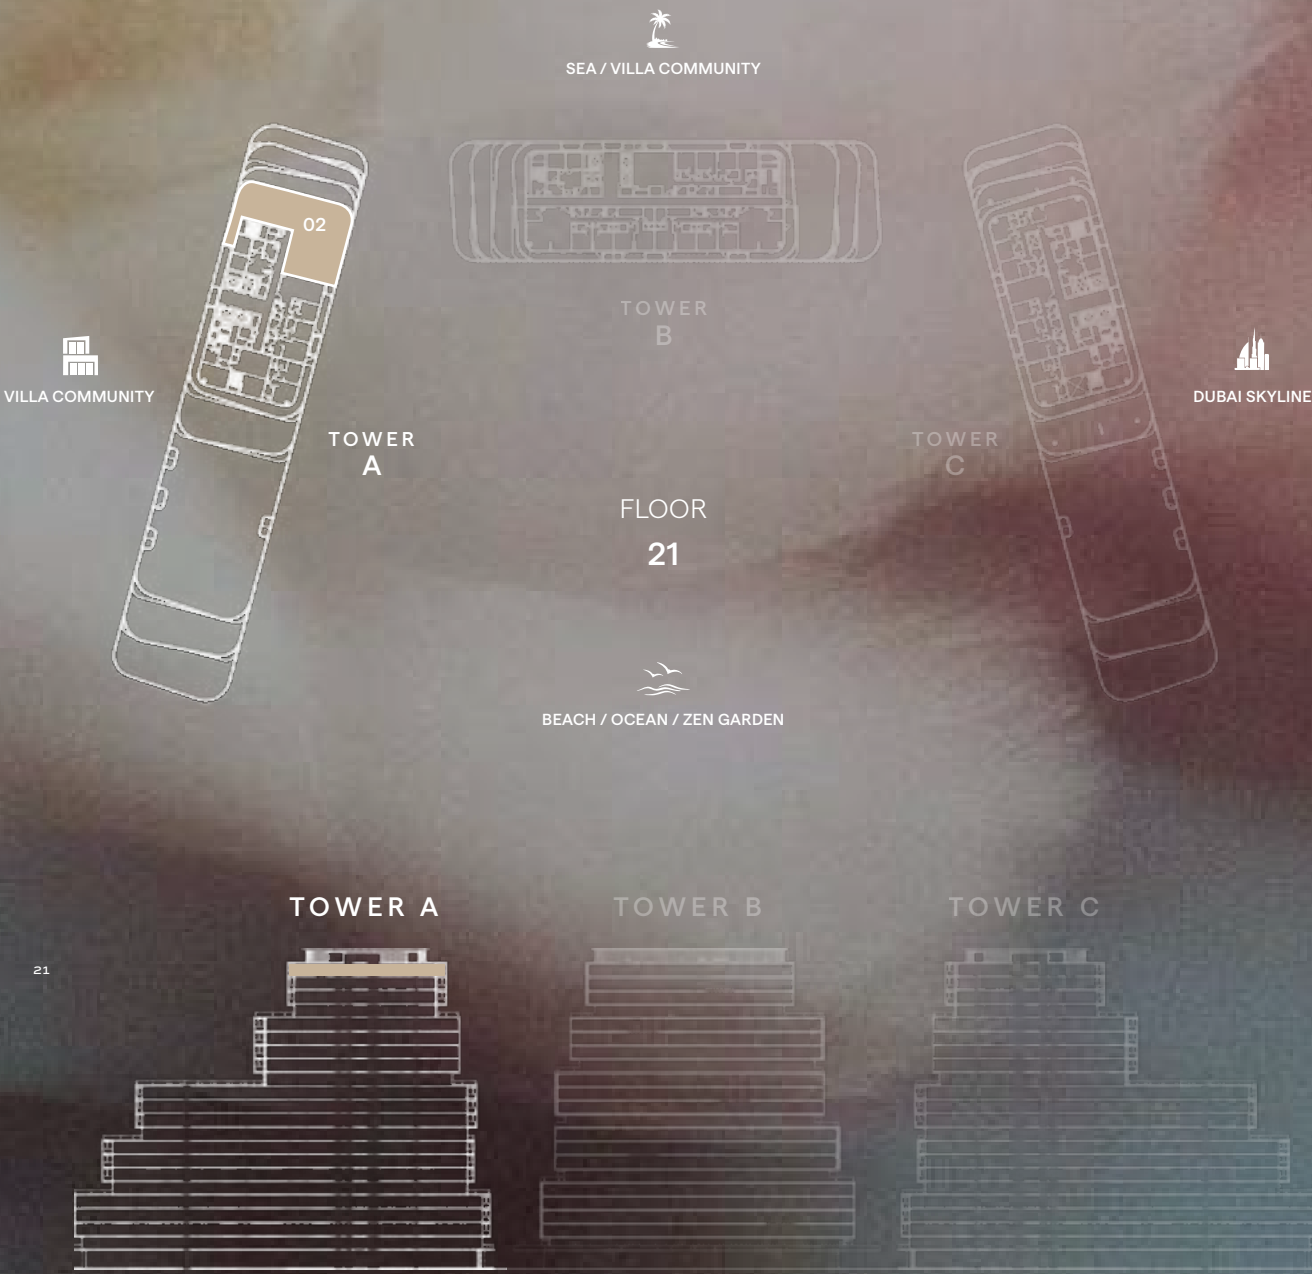 SEA / VILLA COMMUNITY
02
TOWER
B
VILLA COMMUNITY
DUBAI SKYLINE
TOWER
A
TOWER
C
FLOOR
21
BEACH / OCEAN / ZEN GARDEN
TOWER A
TOWER B
TOWER C
21